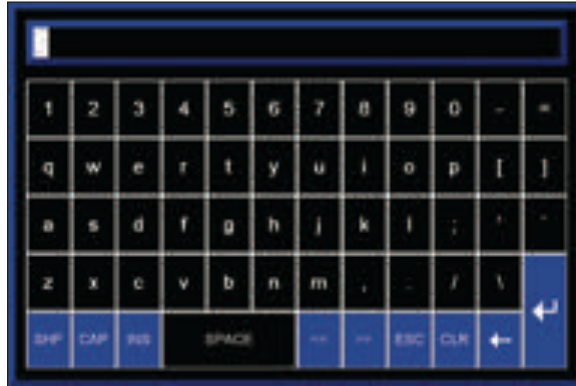 1 2 3 4 5 6 7 8 9 0 - =
q w e r t y u i o p [ ]
a s d f g h j k l ; '
z x c v b n m , . / \
SHF CAP INS SPACE << >> ESC CLR ←